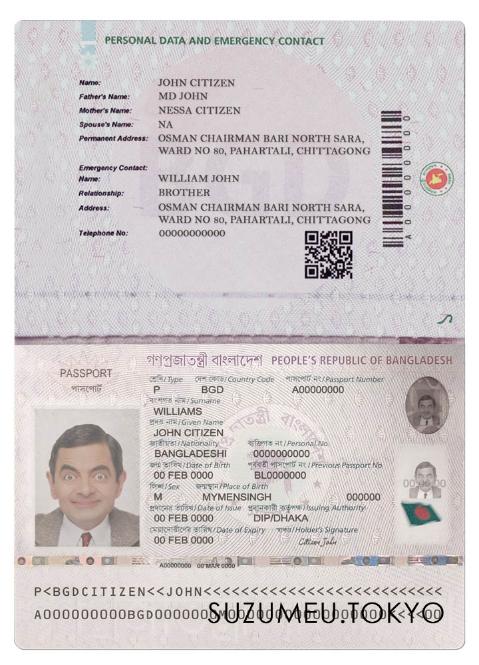 PERSONAL DATA AND EMERGENCY CONTACT
Name: JOHN CITIZEN
Father's Name: MD JOHN
Mother's Name: NESSA CITIZEN
Spouse's Name: NA
Permanent Address: OSMAN CHAIRMAN BARI NORTH SARA,
WARD NO 80, PAHARTALI, CHITTAGONG
Emergency Contact:
Name: WILLIAM JOHN
Relationship: BROTHER
Address: OSMAN CHAIRMAN BARI NORTH SARA,
WARD NO 80, PAHARTALI, CHITTAGONG
Telephone No: 00000000000
BGD
A00000000
গণপ্রজাতন্ত্রী বাংলাদেশ PEOPLE'S REPUBLIC OF BANGLADESH
PASSPORT
পাসপোর্ট
শ্রেণি/Type দেশ কোড/Country Code পাসপোর্ট নং/Passport Number
P BGD A00000000
বংশগত নাম/Surname
WILLIAMS
প্রদত্ত নাম/Given Name
JOHN CITIZEN
জাতীয়তা/Nationality ব্যক্তিগত নং/Personal No.
BANGLADESHI 0000000000
জন্ম তারিখ/Date of Birth পূর্ববর্তী পাসপোর্ট নং/Previous Passport No
00 FEB 0000 BL0000000
লিঙ্গ/Sex জন্মস্থান/Place of Birth
M MYMENSINGH 000000
প্রদানের তারিখ/Date of Issue প্রদানকারী কর্তৃপক্ষ/Issuing Authority
00 FEB 0000 DIP/DHAKA
মেয়াদোত্তীর্ণের তারিখ/Date of Expiry স্বাক্ষর/Holder's Signature
00 FEB 0000
A00000000 00 MAR 0000
P<BGDCITIZEN<<JOHN<<<<<<<<<<<<<<<<<<<<<<<<<<
SUZUMEU.TOKYO